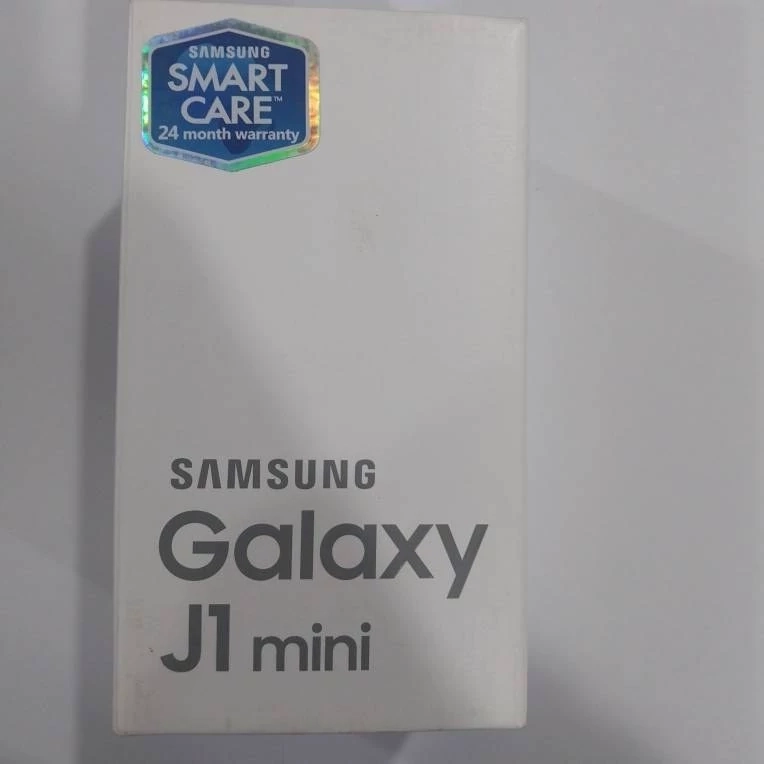 SAMSUNG
SMART
CARE™
24 month warranty
SAMSUNG
Galaxy
J1 mini